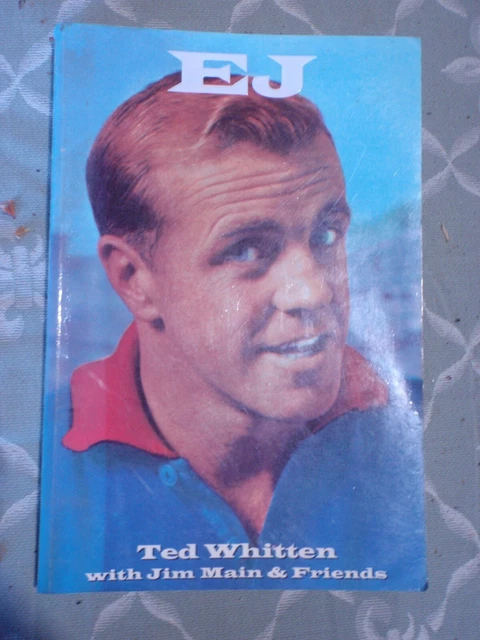 EJ
Ted Whitten
with Jim Main & Friends